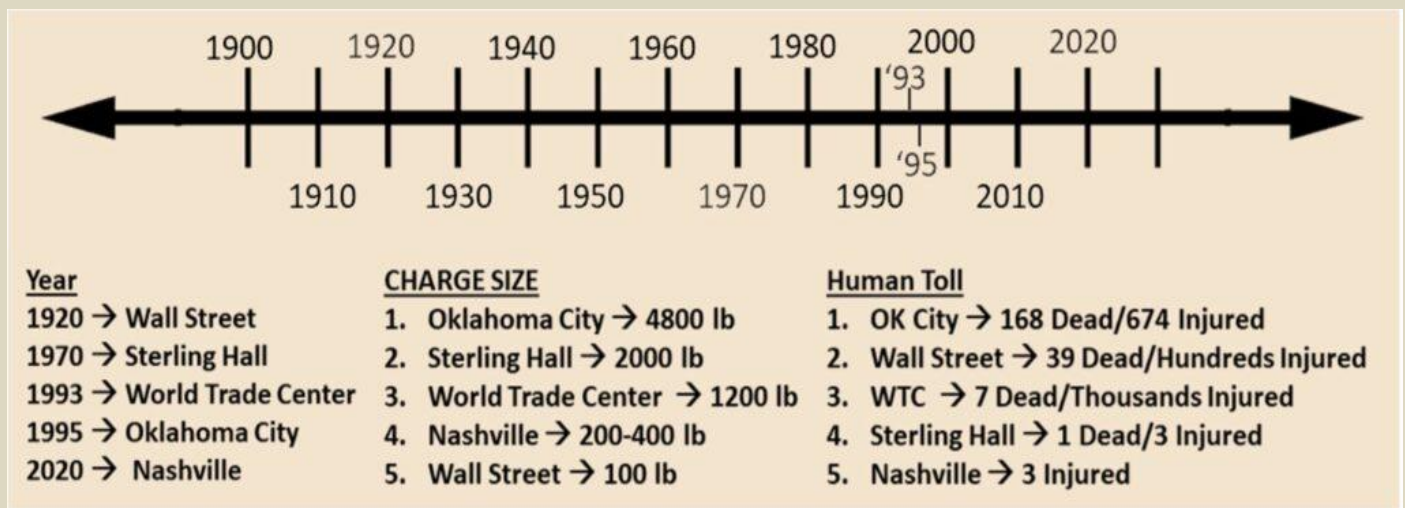 1900 1920 1940 1960 1980 2000 2020
‘93
‘95
1910 1930 1950 1970 1990 2010
Year
1920 → Wall Street
1970 → Sterling Hall
1993 → World Trade Center
1995 → Oklahoma City
2020 → Nashville
CHARGE SIZE
1. Oklahoma City → 4800 lb
2. Sterling Hall → 2000 lb
3. World Trade Center → 1200 lb
4. Nashville → 200-400 lb
5. Wall Street → 100 lb
Human Toll
1. OK City → 168 Dead/674 Injured
2. Wall Street → 39 Dead/Hundreds Injured
3. WTC → 7 Dead/Thousands Injured
4. Sterling Hall → 1 Dead/3 Injured
5. Nashville → 3 Injured